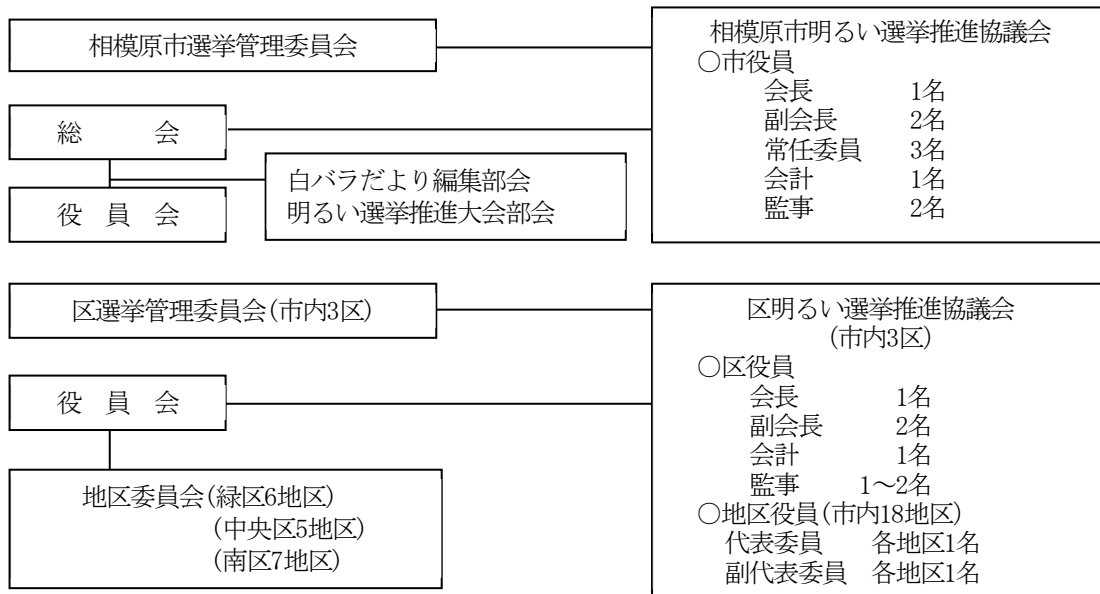 相模原市選挙管理委員会
相模原市明るい選挙推進協議会
○市役員
会長 1名
副会長 2名
常任委員 3名
会計 1名
監事 2名
総 会
白バラだより編集部会
明るい選挙推進大会部会
役 員 会
区選挙管理委員会(市内3区)
区明るい選挙推進協議会
(市内3区)
○区役員
会長 1名
副会長 2名
会計 1名
監事 1～2名
○地区役員(市内18地区)
代表委員 各地区1名
副代表委員 各地区1名
役 員 会
地区委員会(緑区6地区)
(中央区5地区)
(南区7地区)